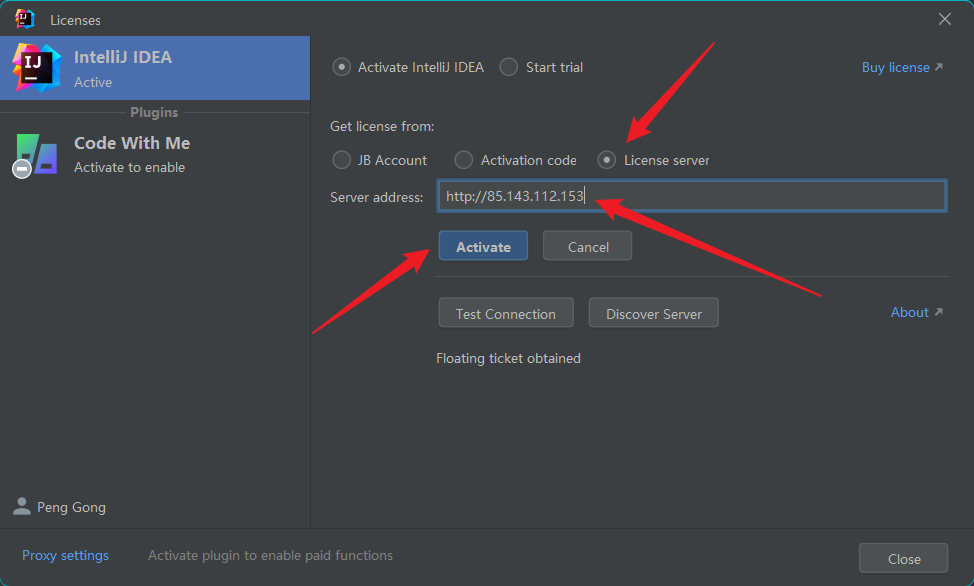 Licenses
IntelliJ IDEA
Active
Plugins
Code With Me
Activate to enable
Activate IntelliJ IDEA Start trial Buy license
Get license from:
JB Account Activation code License server
Server address: http://85.143.112.153
Activate Cancel
Test Connection Discover Server About
Floating ticket obtained
Peng Gong
Proxy settings Activate plugin to enable paid functions Close